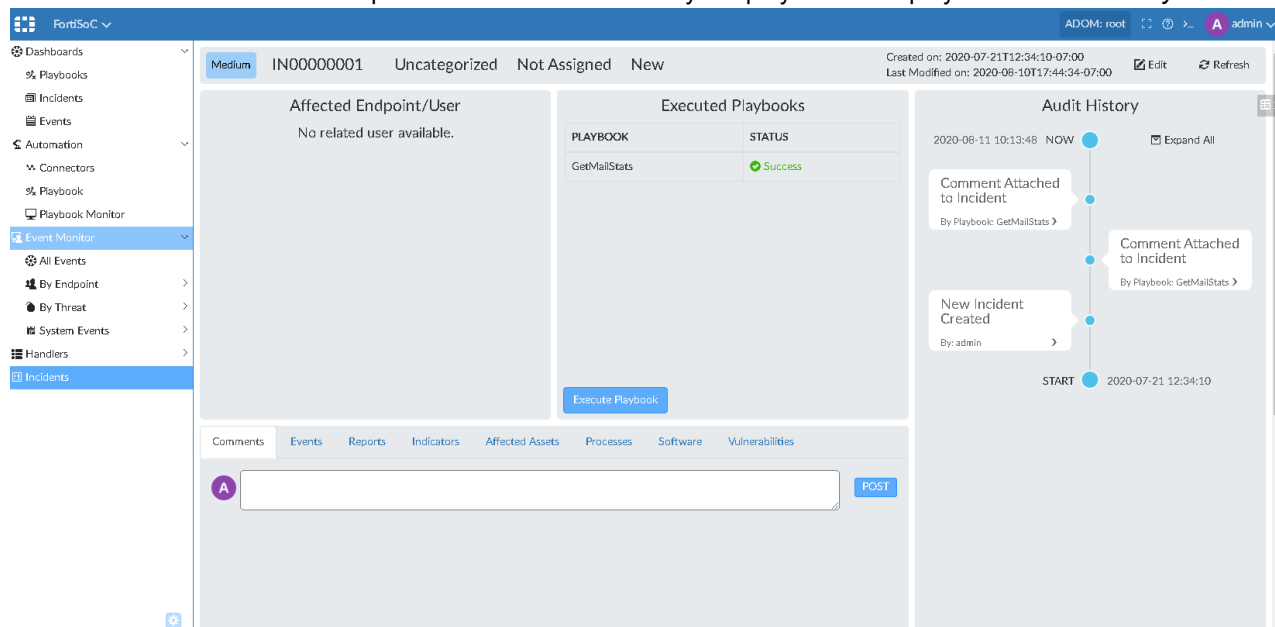 FortiSoC
ADOM: root
A admin
Dashboards
Playbooks
Incidents
Events
Automation
Connectors
Playbook
Playbook Monitor
Event Monitor
All Events
By Endpoint
By Threat
System Events
Handlers
Incidents
Medium IN00000001 Uncategorized Not Assigned New
Created on: 2020-07-21T12:34:10-07:00
Last Modified on: 2020-08-10T17:44:34-07:00
Edit Refresh
Affected Endpoint/User
No related user available.
Executed Playbooks
PLAYBOOK STATUS
GetMailStats Success
Execute Playbook
Audit History
2020-08-11 10:13:48 NOW
Expand All
Comment Attached
to Incident
By Playbook: GetMailStats
Comment Attached
to Incident
By Playbook: GetMailStats
New Incident
Created
By: admin
START 2020-07-21 12:34:10
Comments Events Reports Indicators Affected Assets Processes Software Vulnerabilities
A
POST